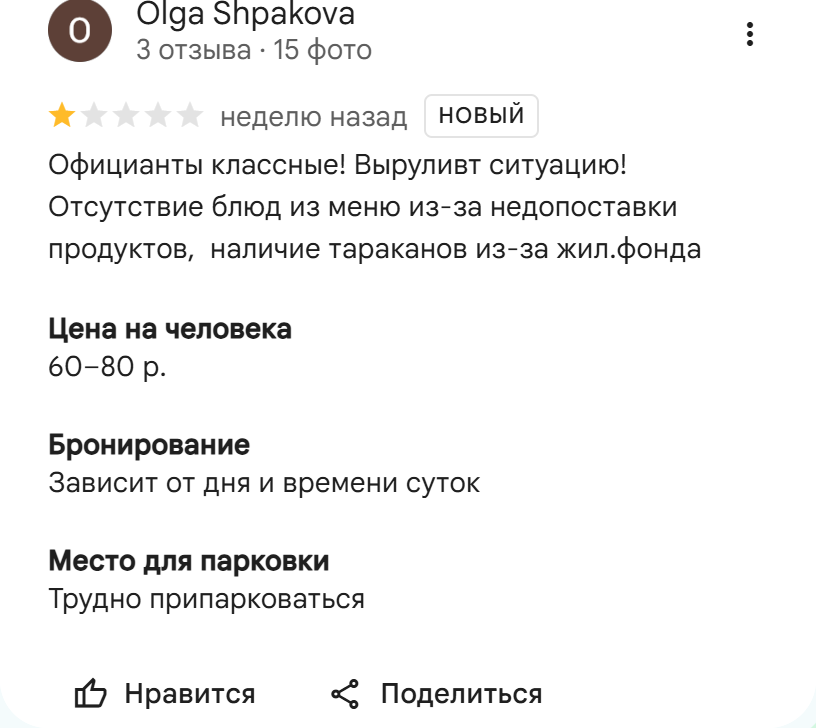 Olga Shpakova
O
3 отзыва · 15 фото
неделю назад НОВЫЙ
Официанты классные! Выруливт ситуацию!
Отсутствие блюд из меню из-за недопоставки
продуктов,  наличие тараканов из-за жил.фонда
Цена на человека
60–80 р.
Бронирование
Зависит от дня и времени суток
Место для парковки
Трудно припарковаться
Нравится Поделиться